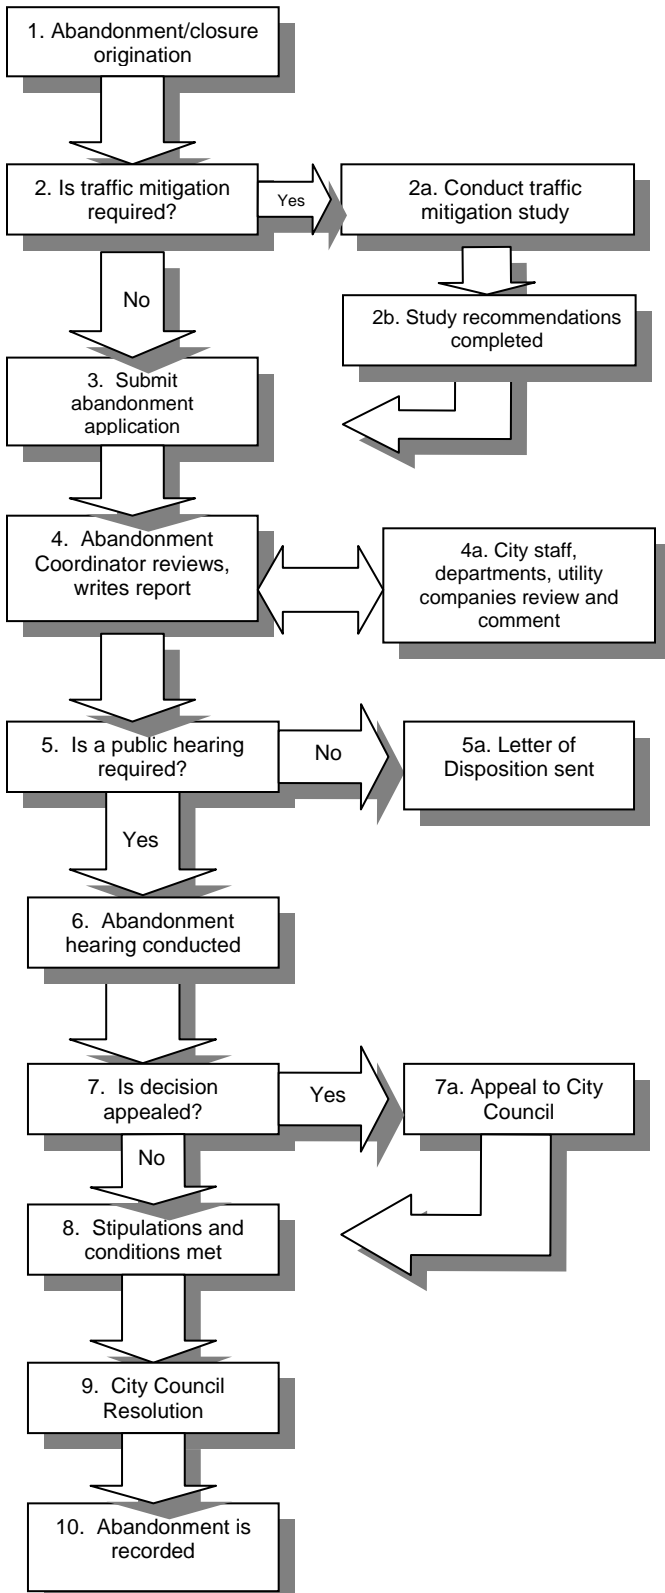 1. Abandonment/closure
origination
2. Is traffic mitigation
required?
Yes
2a. Conduct traffic
mitigation study
No
2b. Study recommendations
completed
3. Submit
abandonment
application
4. Abandonment
Coordinator reviews,
writes report
4a. City staff,
departments, utility
companies review and
comment
5. Is a public hearing
required?
No
5a. Letter of
Disposition sent
Yes
6. Abandonment
hearing conducted
7. Is decision
appealed?
Yes
7a. Appeal to City
Council
No
8. Stipulations and
conditions met
9. City Council
Resolution
10. Abandonment is
recorded